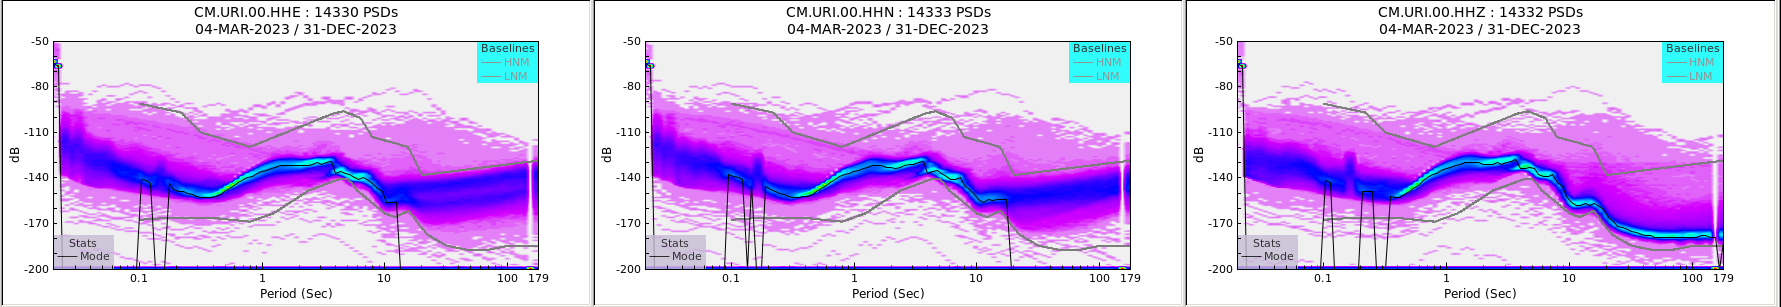 CM.URI.00.HHE : 14330 PSDs
04-MAR-2023 / 31-DEC-2023
-50
-80
-110
-140
-170
-200
dB
Baselines
HNM
LNM
Stats
Mode
0.1
1
10
100
179
Period (Sec)
CM.URI.00.HHN : 14333 PSDs
04-MAR-2023 / 31-DEC-2023
-50
-80
-110
-140
-170
-200
dB
Baselines
HNM
LNM
Stats
Mode
0.1
1
10
100
179
Period (Sec)
CM.URI.00.HHZ : 14332 PSDs
04-MAR-2023 / 31-DEC-2023
-50
-80
-110
-140
-170
-200
dB
Baselines
HNM
LNM
Stats
Mode
0.1
1
10
100
179
Period (Sec)